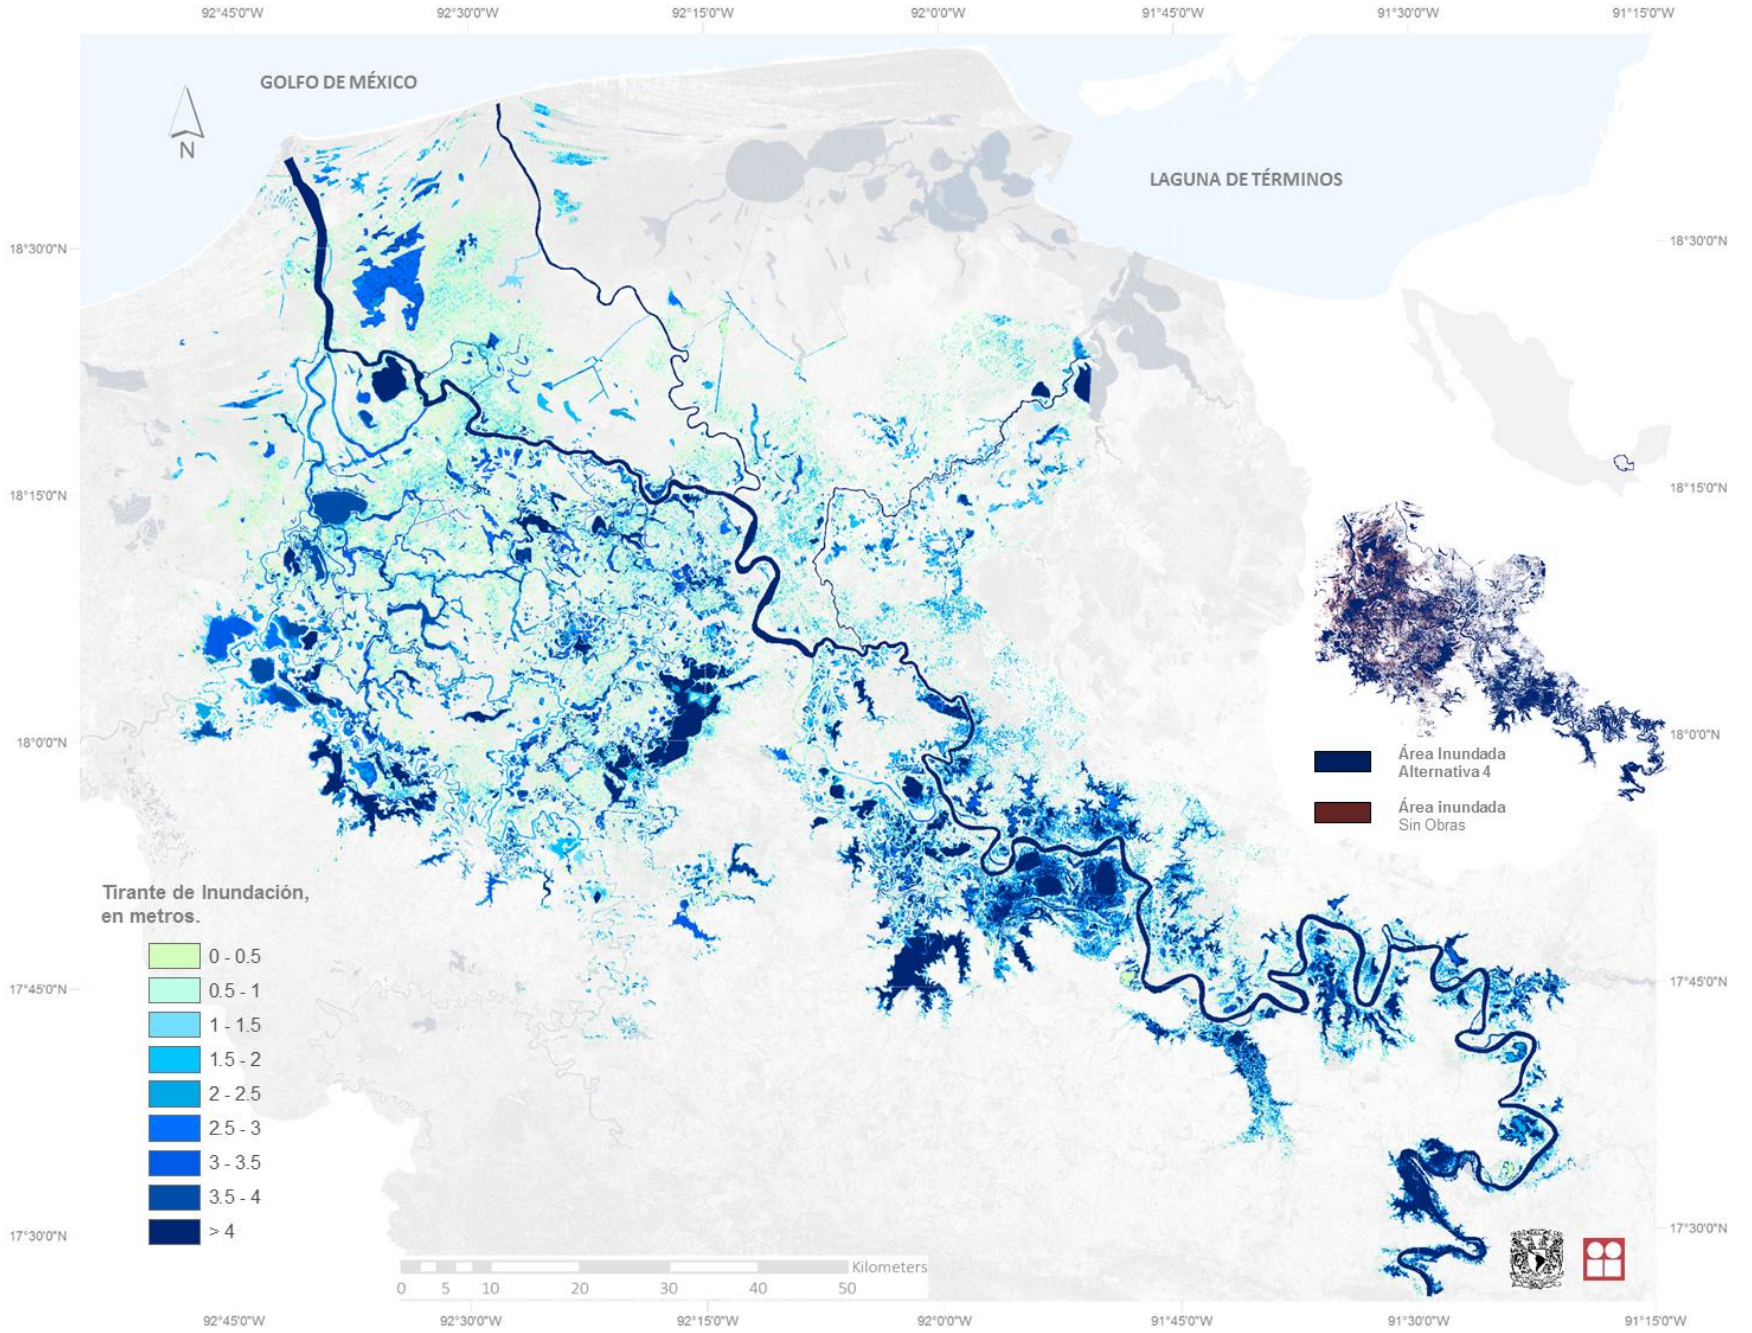 92°45'0"W 92°30'0"W 92°15'0"W 92°0'0"W 91°45'0"W 91°30'0"W 91°15'0"W
GOLFO DE MÉXICO
N
LAGUNA DE TÉRMINOS
18°30'0"N 18°30'0"N
18°15'0"N 18°15'0"N
18°0'0"N 18°0'0"N
Área Inundada
Alternativa 4
Área inundada
Sin Obras
Tirante de Inundación,
en metros.
0 - 0.5
0.5 - 1
1 - 1.5
1.5 - 2
2 - 2.5
2.5 - 3
3 - 3.5
3.5 - 4
> 4
17°45'0"N 17°45'0"N
17°30'0"N 17°30'0"N
Kilometers
0 5 10 20 30 40 50
92°45'0"W 92°30'0"W 92°15'0"W 92°0'0"W 91°45'0"W 91°30'0"W 91°15'0"W